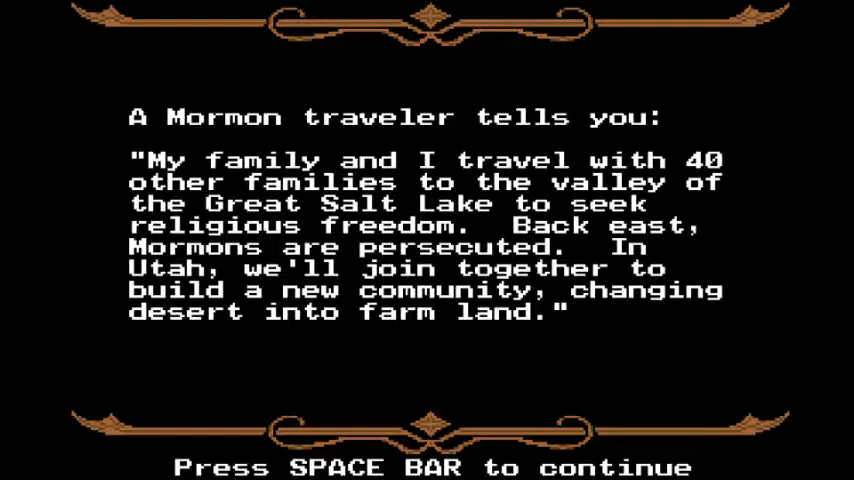 A Mormon traveler tells you:
"My family and I travel with 40
other families to the valley of
the Great Salt Lake to seek
religious freedom.  Back east,
Mormons are persecuted.  In
Utah, we'll join together to
build a new community, changing
desert into farm land."
Press SPACE BAR to continue